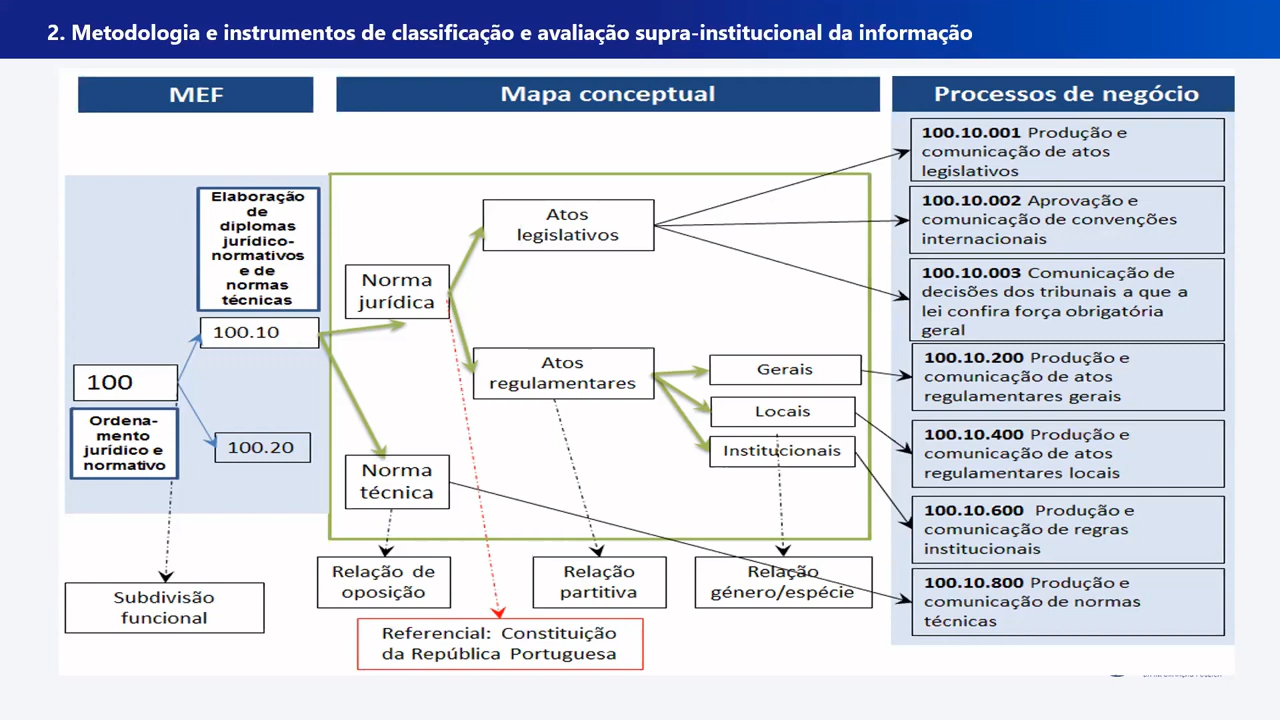 2. Metodologia e instrumentos de classificação e avaliação supra-institucional da informação
MEF
Mapa conceptual
Processos de negócio
Elaboração
de
diplomas
jurídico-
normativos
e de
normas
técnicas
100.10
100
Ordena-
mento
jurídico e
normativo
100.20
Subdivisão
funcional
Norma
jurídica
Norma
técnica
Atos
legislativos
Atos
regulamentares
Gerais
Locais
Institucionais
Relação de
oposição
Relação
partitiva
Relação
género/espécie
Referencial: Constituição
da República Portuguesa
100.10.001 Produção e
comunicação de atos
legislativos
100.10.002 Aprovação e
comunicação de convenções
internacionais
100.10.003 Comunicação de
decisões dos tribunais a que a
lei confira força obrigatória
geral
100.10.200 Produção e
comunicação de atos
regulamentares gerais
100.10.400 Produção e
comunicação de atos
regulamentares locais
100.10.600 Produção e
comunicação de regras
institucionais
100.10.800 Produção e
comunicação de normas
técnicas